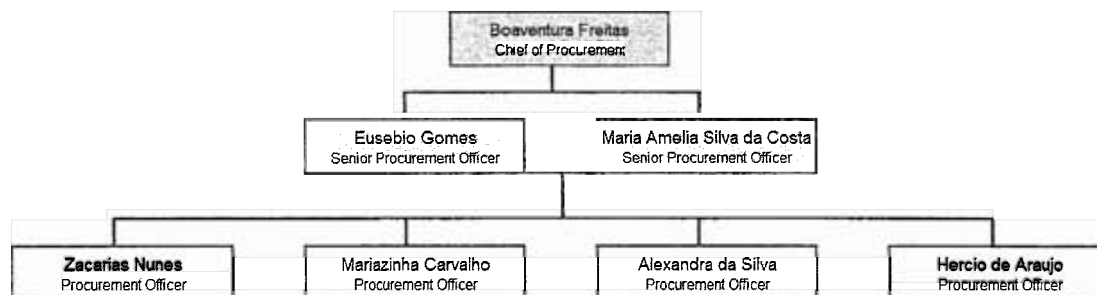 Boaventura Freitas
Chief of Procurement
Eusebio Gomes
Senior Procurement Officer
Maria Amelia Silva da Costa
Senior Procurement Officer
Zacarias Nunes
Procurement Officer
Mariazinha Carvalho
Procurement Officer
Alexandra da Silva
Procurement Officer
Hercio de Araujo
Procurement Officer